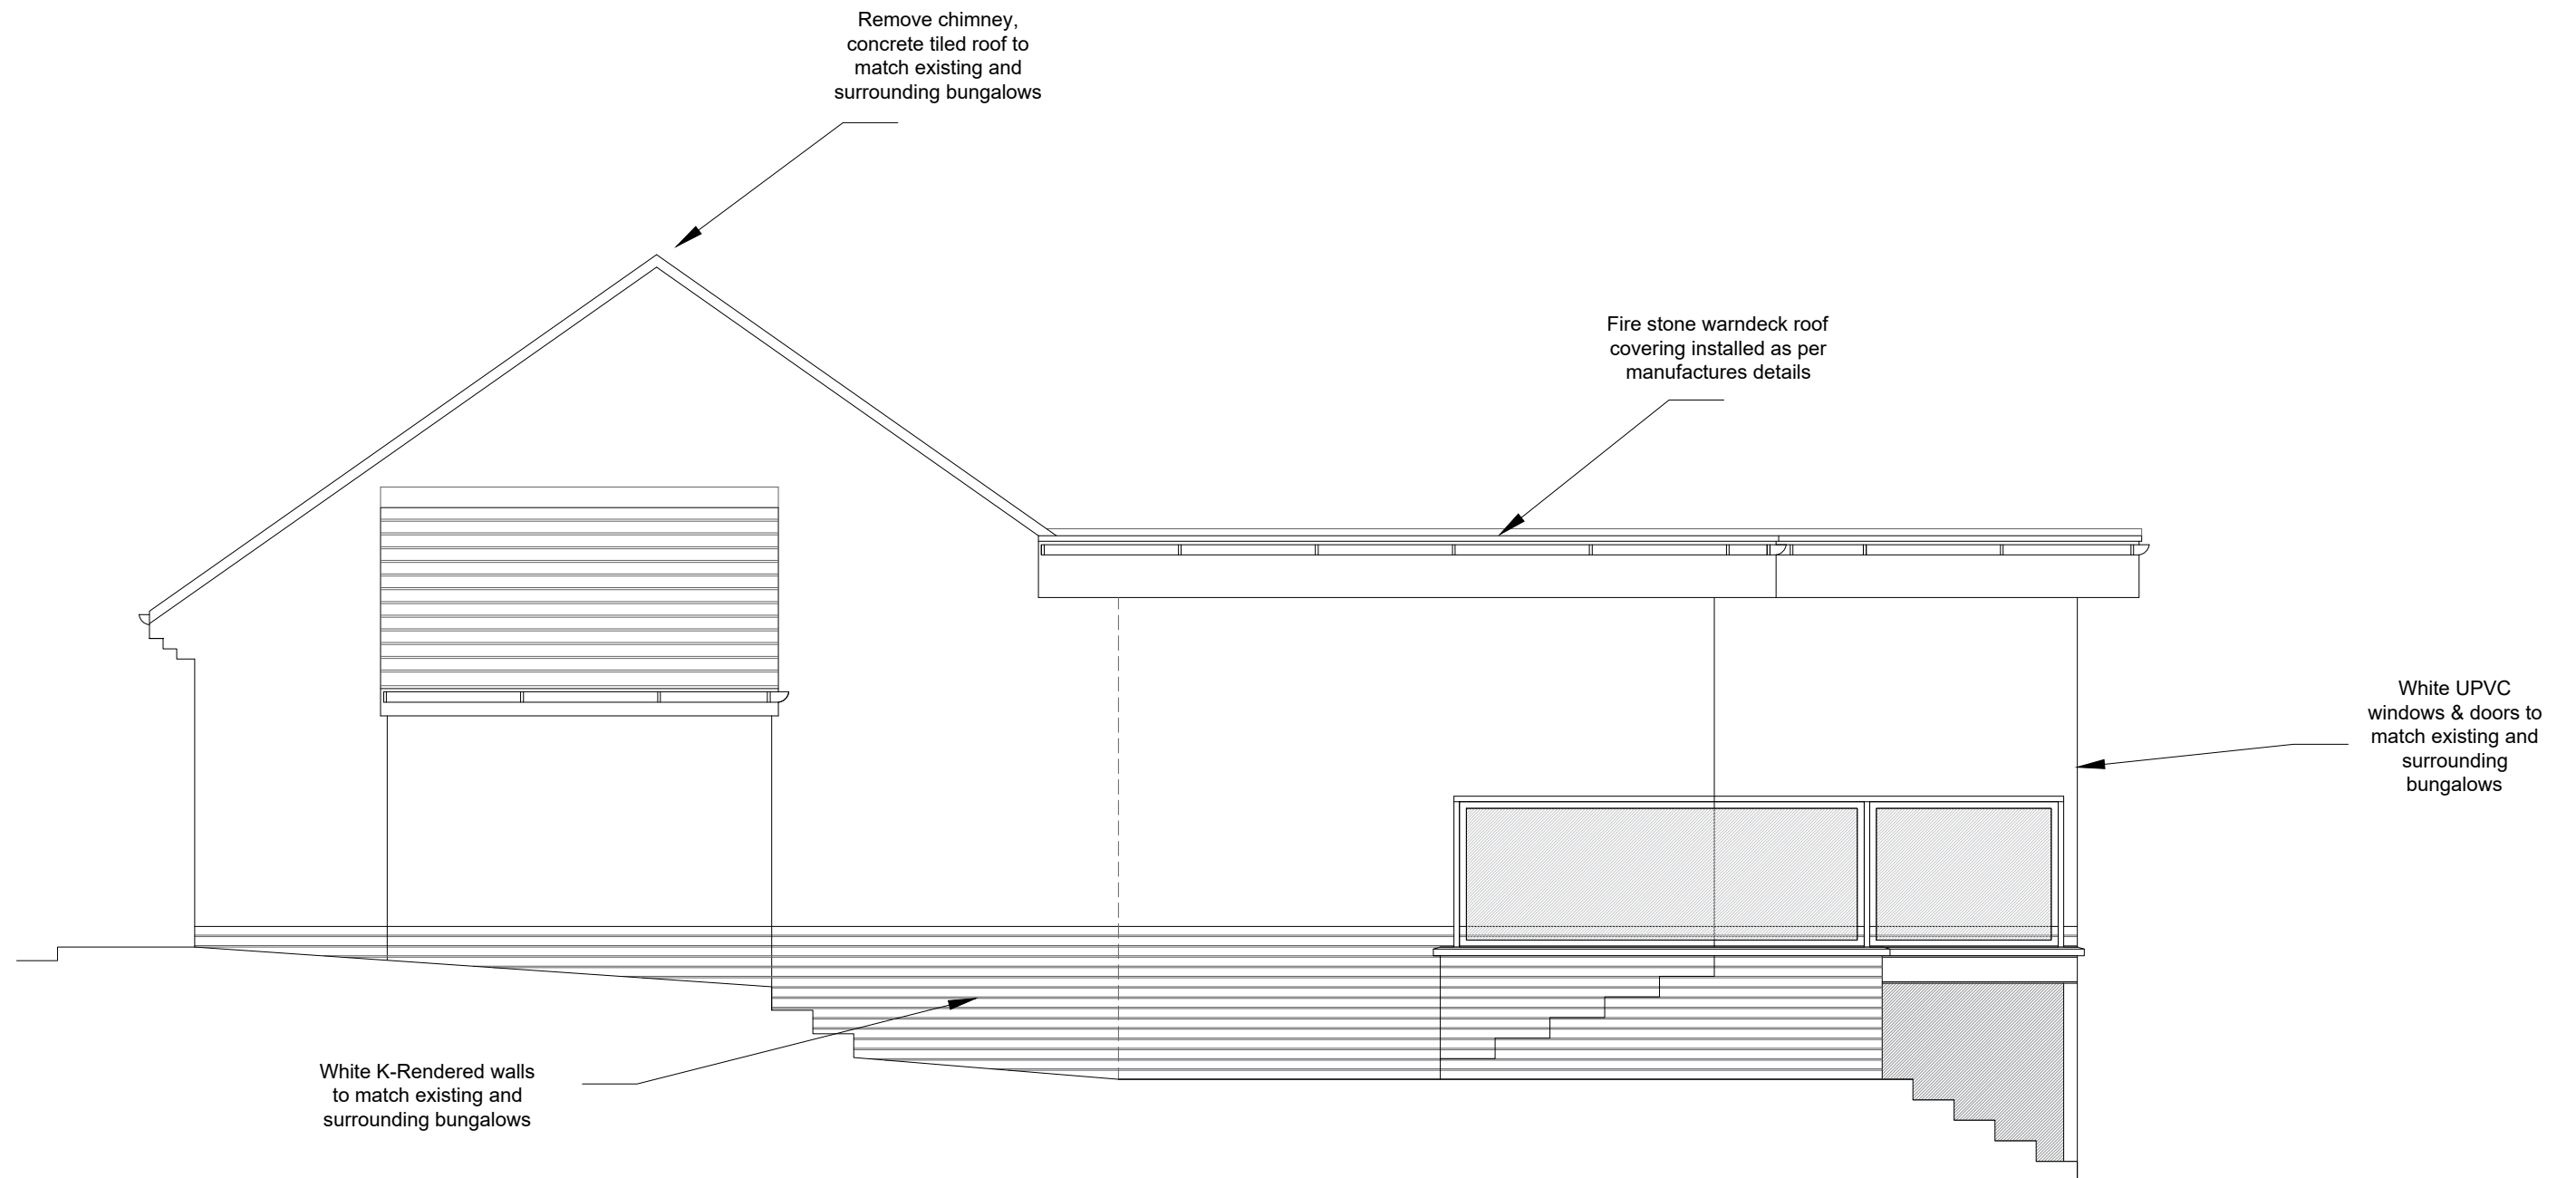 Remove chimney,
concrete tiled roof to
match existing and
surrounding bungalows
Fire stone warndeck roof
covering installed as per
manufactures details
White UPVC
windows & doors to
match existing and
surrounding
bungalows
White K-Rendered walls
to match existing and
surrounding bungalows